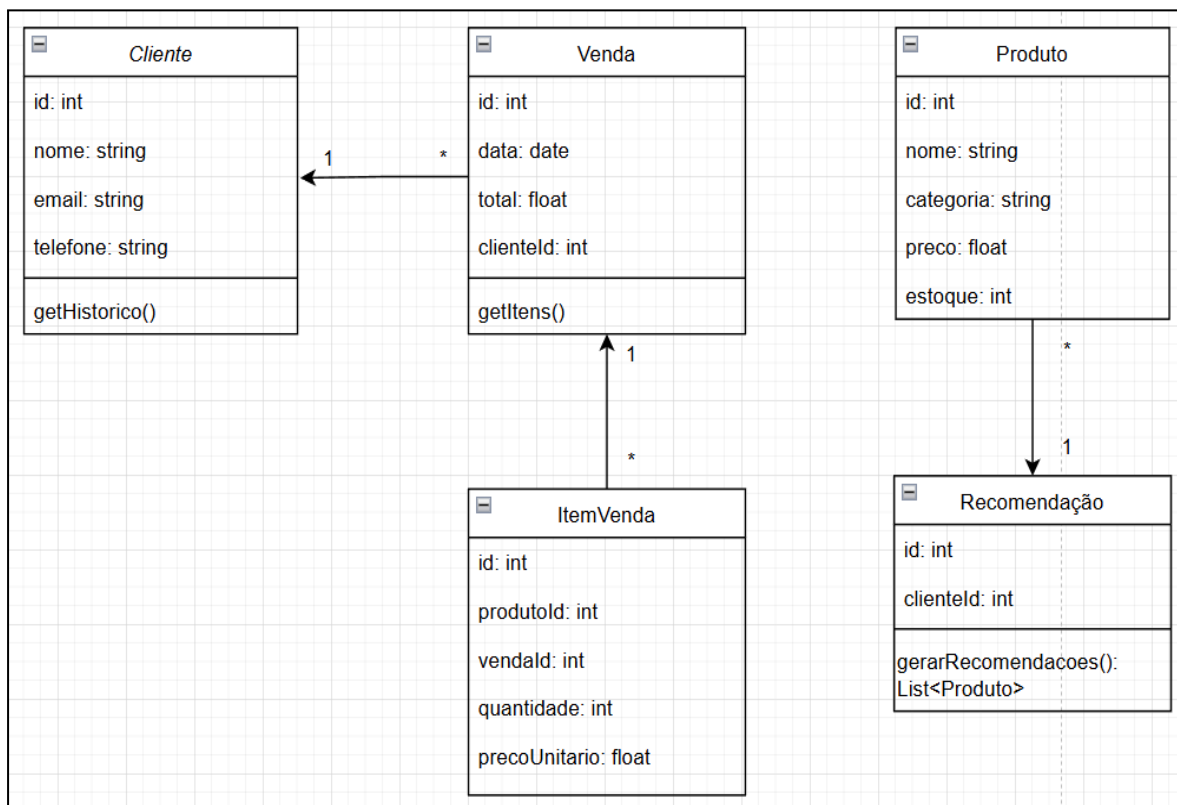 Cliente
id: int
nome: string
email: string
telefone: string
getHistorico()
1
*
Venda
id: int
data: date
total: float
clienteId: int
getItens()
1
*
ItemVenda
id: int
produtoId: int
vendaId: int
quantidade: int
precoUnitario: float
Produto
id: int
nome: string
categoria: string
preco: float
estoque: int
*
1
Recomendação
id: int
clienteId: int
gerarRecomendacoes():
List<Produto>